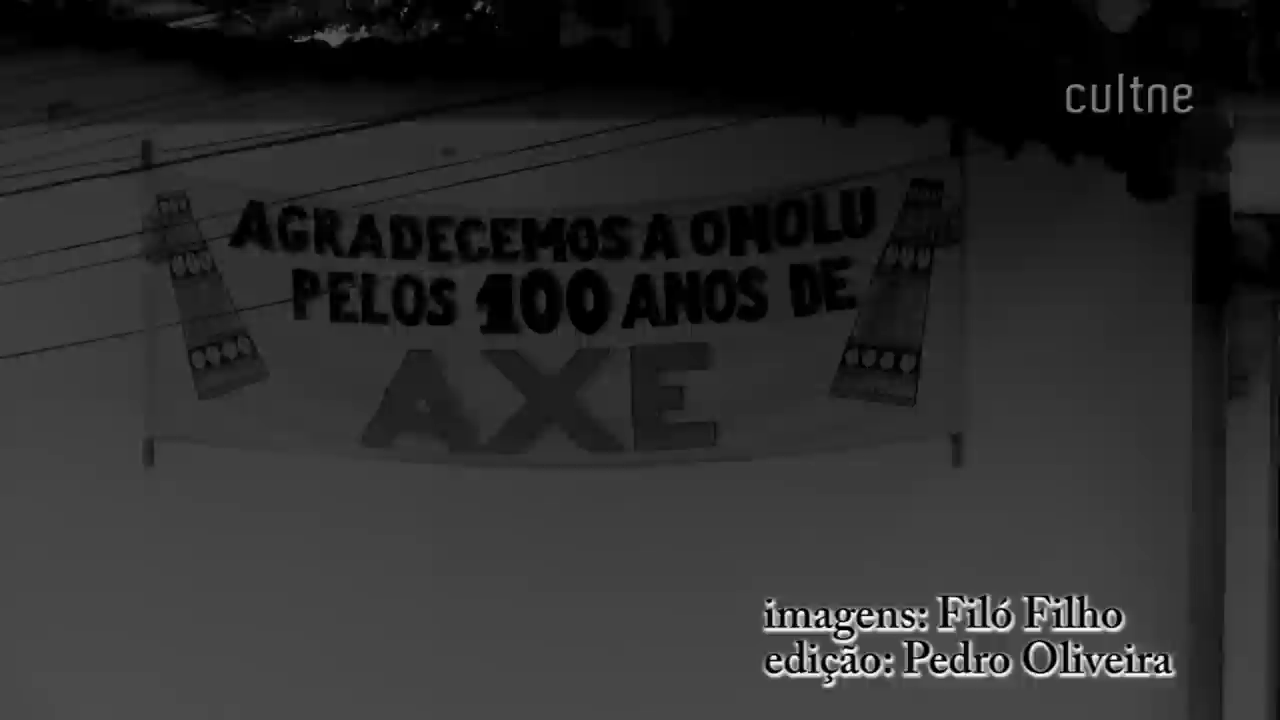 cultne
AGRADECEMOS A OMOLU
PELOS 100 ANOS DE
AXE
imagens: Filó Filho
edição: Pedro Oliveira